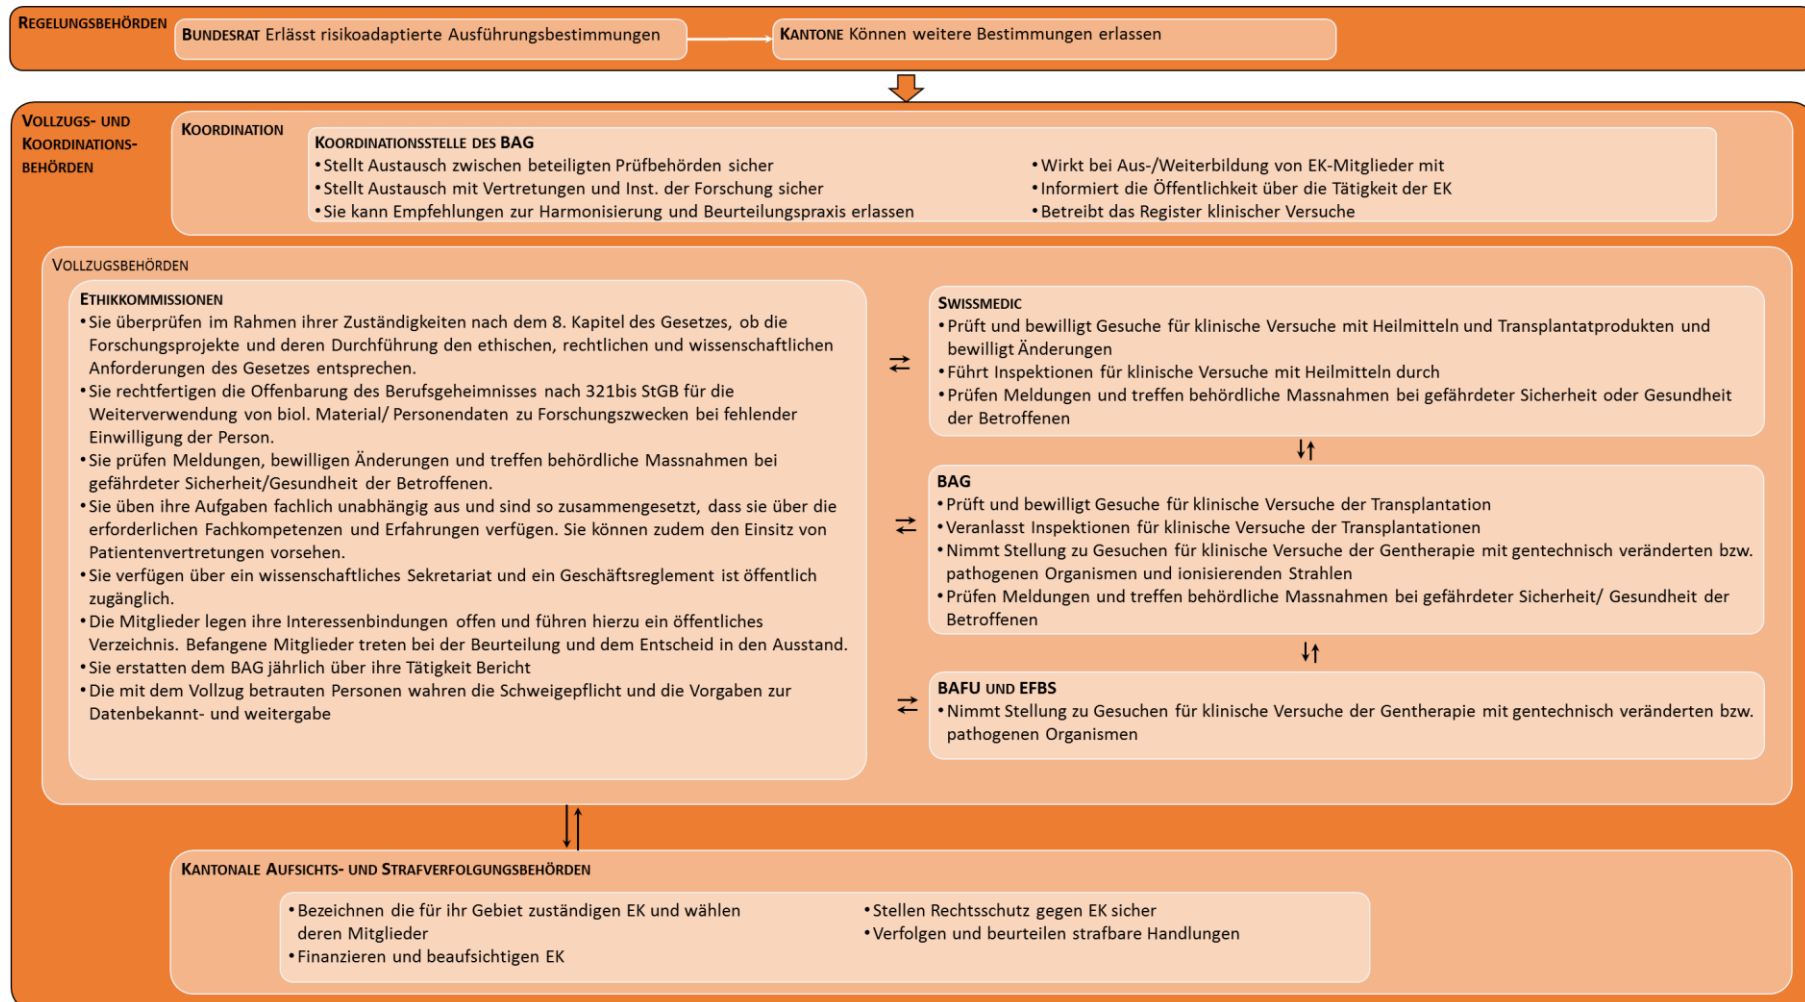 REGELUNGSBEHÖRDEN
BUNDESRAT Erlässt risikoadaptierte Ausführungsbestimmungen
KANTONE Können weitere Bestimmungen erlassen
VOLLZUGS- UND
KOORDINATIONS-
BEHÖRDEN
KOORDINATION
KOORDINATIONSSTELLE DES BAG
• Stellt Austausch zwischen beteiligten Prüfbehörden sicher
• Stellt Austausch mit Vertretungen und Inst. der Forschung sicher
• Sie kann Empfehlungen zur Harmonisierung und Beurteilungspraxis erlassen
• Wirkt bei Aus-/Weiterbildung von EK-Mitglieder mit
• Informiert die Öffentlichkeit über die Tätigkeit der EK
• Betreibt das Register klinischer Versuche
VOLLZUGSBEHÖRDEN
ETHIKKOMMISSIONEN
• Sie überprüfen im Rahmen ihrer Zuständigkeiten nach dem 8. Kapitel des Gesetzes, ob die
Forschungsprojekte und deren Durchführung den ethischen, rechtlichen und wissenschaftlichen
Anforderungen des Gesetzes entsprechen.
• Sie rechtfertigen die Offenbarung des Berufsgeheimnisses nach 321bis StGB für die
Weiterverwendung von biol. Material/ Personendaten zu Forschungszwecken bei fehlender
Einwilligung der Person.
• Sie prüfen Meldungen, bewilligen Änderungen und treffen behördliche Massnahmen bei
gefährdeter Sicherheit/Gesundheit der Betroffenen.
• Sie üben ihre Aufgaben fachlich unabhängig aus und sind so zusammengesetzt, dass sie über die
erforderlichen Fachkompetenzen und Erfahrungen verfügen. Sie können zudem den Einsitz von
Patientenvertretungen vorsehen.
• Sie verfügen über ein wissenschaftliches Sekretariat und ein Geschäftsreglement ist öffentlich
zugänglich.
• Die Mitglieder legen ihre Interessenbindungen offen und führen hierzu ein öffentliches
Verzeichnis. Befangene Mitglieder treten bei der Beurteilung und dem Entscheid in den Ausstand.
• Sie erstatten dem BAG jährlich über ihre Tätigkeit Bericht
• Die mit dem Vollzug betrauten Personen wahren die Schweigepflicht und die Vorgaben zur
Datenbekannt- und weitergabe
SWISSMEDIC
• Prüft und bewilligt Gesuche für klinische Versuche mit Heilmitteln und Transplantatprodukten und
bewilligt Änderungen
• Führt Inspektionen für klinische Versuche mit Heilmitteln durch
• Prüfen Meldungen und treffen behördliche Massnahmen bei gefährdeter Sicherheit oder Gesundheit
der Betroffenen
BAG
• Prüft und bewilligt Gesuche für klinische Versuche der Transplantation
• Veranlasst Inspektionen für klinische Versuche der Transplantationen
• Nimmt Stellung zu Gesuchen für klinische Versuche der Gentherapie mit gentechnisch veränderten bzw.
pathogenen Organismen und ionisierenden Strahlen
• Prüfen Meldungen und treffen behördliche Massnahmen bei gefährdeter Sicherheit/ Gesundheit der
Betroffenen
BAFU UND EFBS
• Nimmt Stellung zu Gesuchen für klinische Versuche der Gentherapie mit gentechnisch veränderten bzw.
pathogenen Organismen
KANTONALE AUFSICHTS- UND STRAFVERFOLGUNGSBEHÖRDEN
• Bezeichnen die für ihr Gebiet zuständigen EK und wählen
deren Mitglieder
• Finanzieren und beaufsichtigen EK
• Stellen Rechtsschutz gegen EK sicher
• Verfolgen und beurteilen strafbare Handlungen